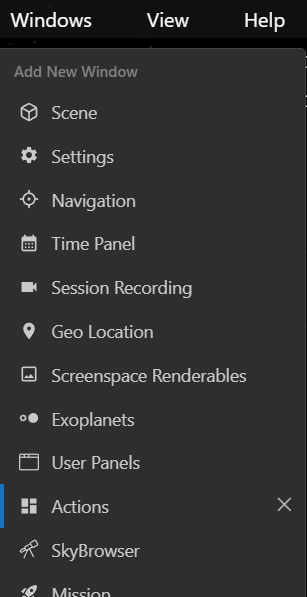 Windows View Help
Add New Window
Scene
Settings
Navigation
Time Panel
Session Recording
Geo Location
Screenspace Renderables
Exoplanets
User Panels
Actions
SkyBrowser
Mission